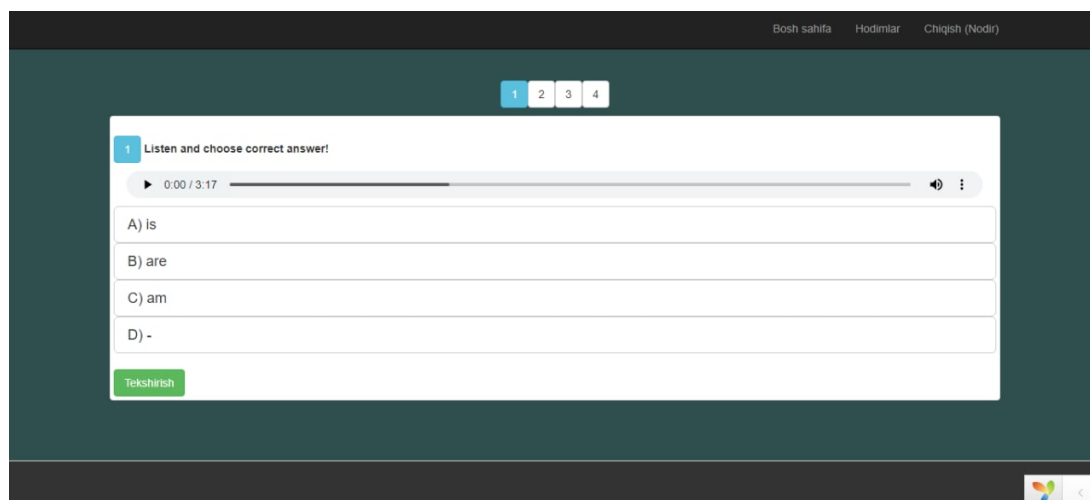 Bosh sahifa Hodimlar Chiqish (Nodir)
1 2 3 4
1 Listen and choose correct answer!
0:00 / 3:17
A) is
B) are
C) am
D) -
Tekshirish